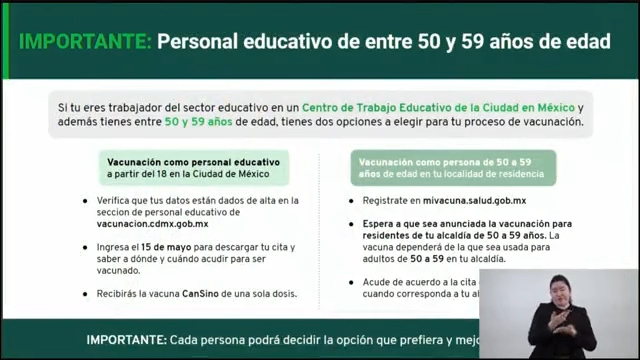 IMPORTANTE: Personal educativo de entre 50 y 59 años de edad
Si tu eres trabajador del sector educativo en un Centro de Trabajo Educativo de la Ciudad en México y
además tienes entre 50 y 59 años de edad, tienes dos opciones a elegir para tu proceso de vacunación.
Vacunación como personal educativo
a partir del 18 en la Ciudad de México
• Verifica que tus datos están dados de alta en la
seccion de personal educativo de
vacunacion.cdmx.gob.mx
• Ingresa el 15 de mayo para descargar tu cita y
saber a dónde y cuándo acudir para ser
vacunado.
• Recibirás la vacuna CanSino de una sola dosis.
Vacunación como persona de 50 a 59
años de edad en tu localidad de residencia
• Registrate en mivacuna.salud.gob.mx
• Espera a que sea anunciada la vacunación para
residentes de tu alcaldía de 50 a 59 años. La
vacuna dependerá de la que sea usada para
adultos de 50 a 59 en tu alcaldía.
• Acude de acuerdo a la cita
cuando corresponda a tu
IMPORTANTE: Cada persona podrá decidir la opción que prefiera y